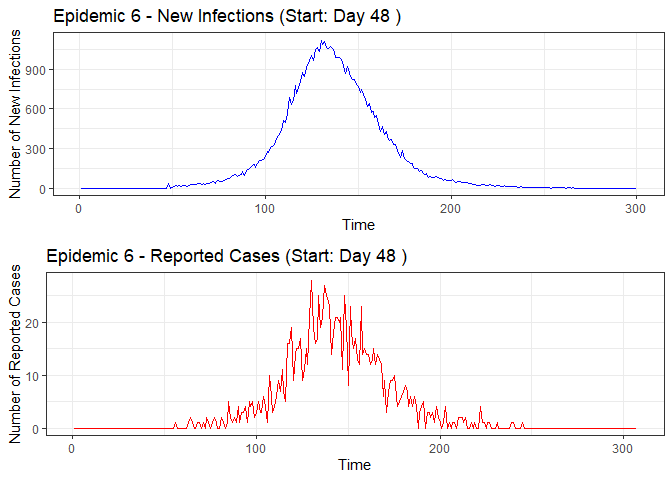 Epidemic 6 - New Infections (Start: Day 48 )
Number of New Infections
900
600
300
0
0 100 200 300
Time
Epidemic 6 - Reported Cases (Start: Day 48 )
Number of Reported Cases
20
10
0
0 100 200 300
Time